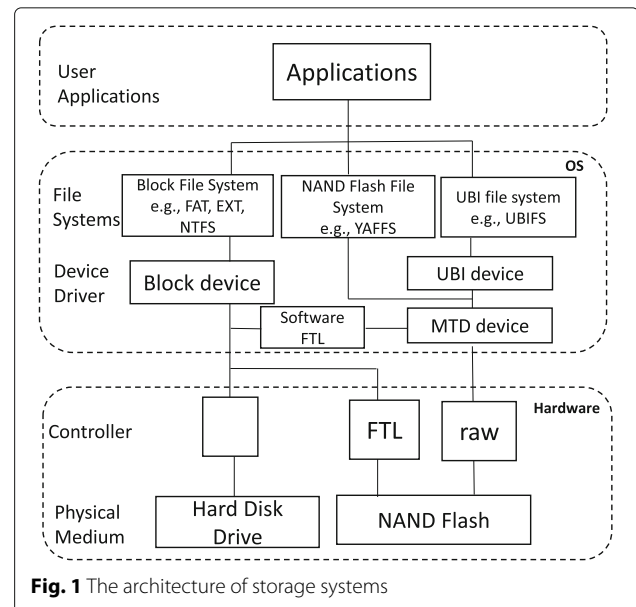 User
Applications
Applications
OS
File
Systems
Block File System
e.g., FAT, EXT,
NTFS
NAND Flash File
System
e.g., YAFFS
UBI file system
e.g., UBIFS
Device
Driver
Block device
UBI device
Software
FTL
MTD device
Hardware
Controller
FTL
raw
Physical
Medium
Hard Disk
Drive
NAND Flash
Fig. 1 The architecture of storage systems